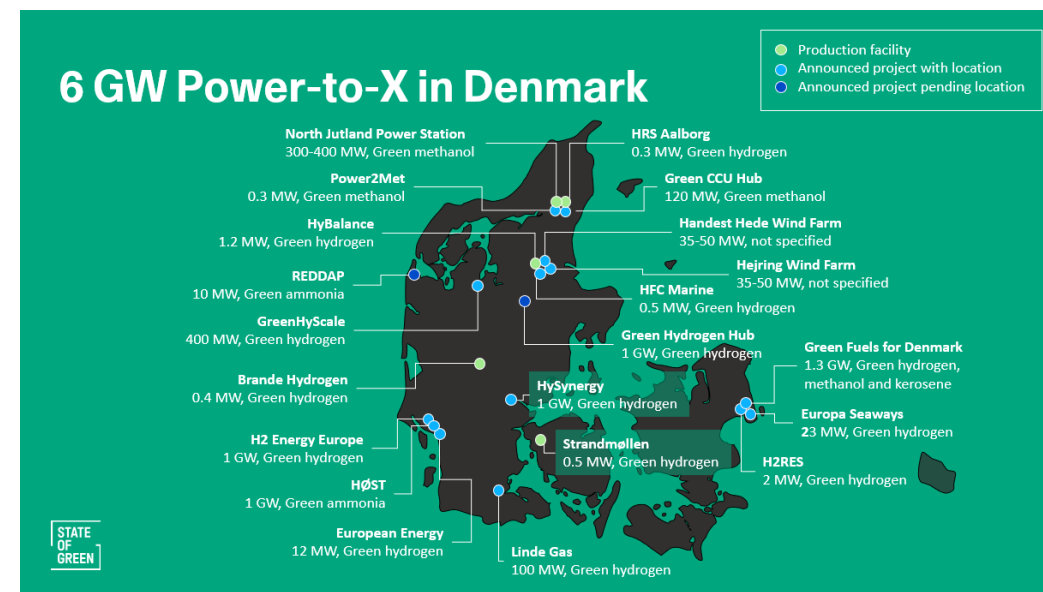 Production facility
Announced project with location
Announced project pending location
6 GW Power-to-X in Denmark
North Jutland Power Station
300-400 MW, Green methanol
HRS Aalborg
0.3 MW, Green hydrogen
Power2Met
0.3 MW, Green methanol
Green CCU Hub
120 MW, Green methanol
HyBalance
1.2 MW, Green hydrogen
Handest Hede Wind Farm
35-50 MW, not specified
REDDAP
10 MW, Green ammonia
Hejring Wind Farm
35-50 MW, not specified
HFC Marine
0.5 MW, Green hydrogen
GreenHyScale
400 MW, Green hydrogen
Green Hydrogen Hub
1 GW, Green hydrogen
Green Fuels for Denmark
1.3 GW, Green hydrogen,
methanol and kerosene
Brande Hydrogen
0.4 MW, Green hydrogen
HySynergy
1 GW, Green hydrogen
Europa Seaways
23 MW, Green hydrogen
H2 Energy Europe
1 GW, Green hydrogen
Strandmøllen
0.5 MW, Green hydrogen
H2RES
2 MW, Green hydrogen
HØST
1 GW, Green ammonia
European Energy
12 MW, Green hydrogen
Linde Gas
100 MW, Green hydrogen
STATE
OF
GREEN